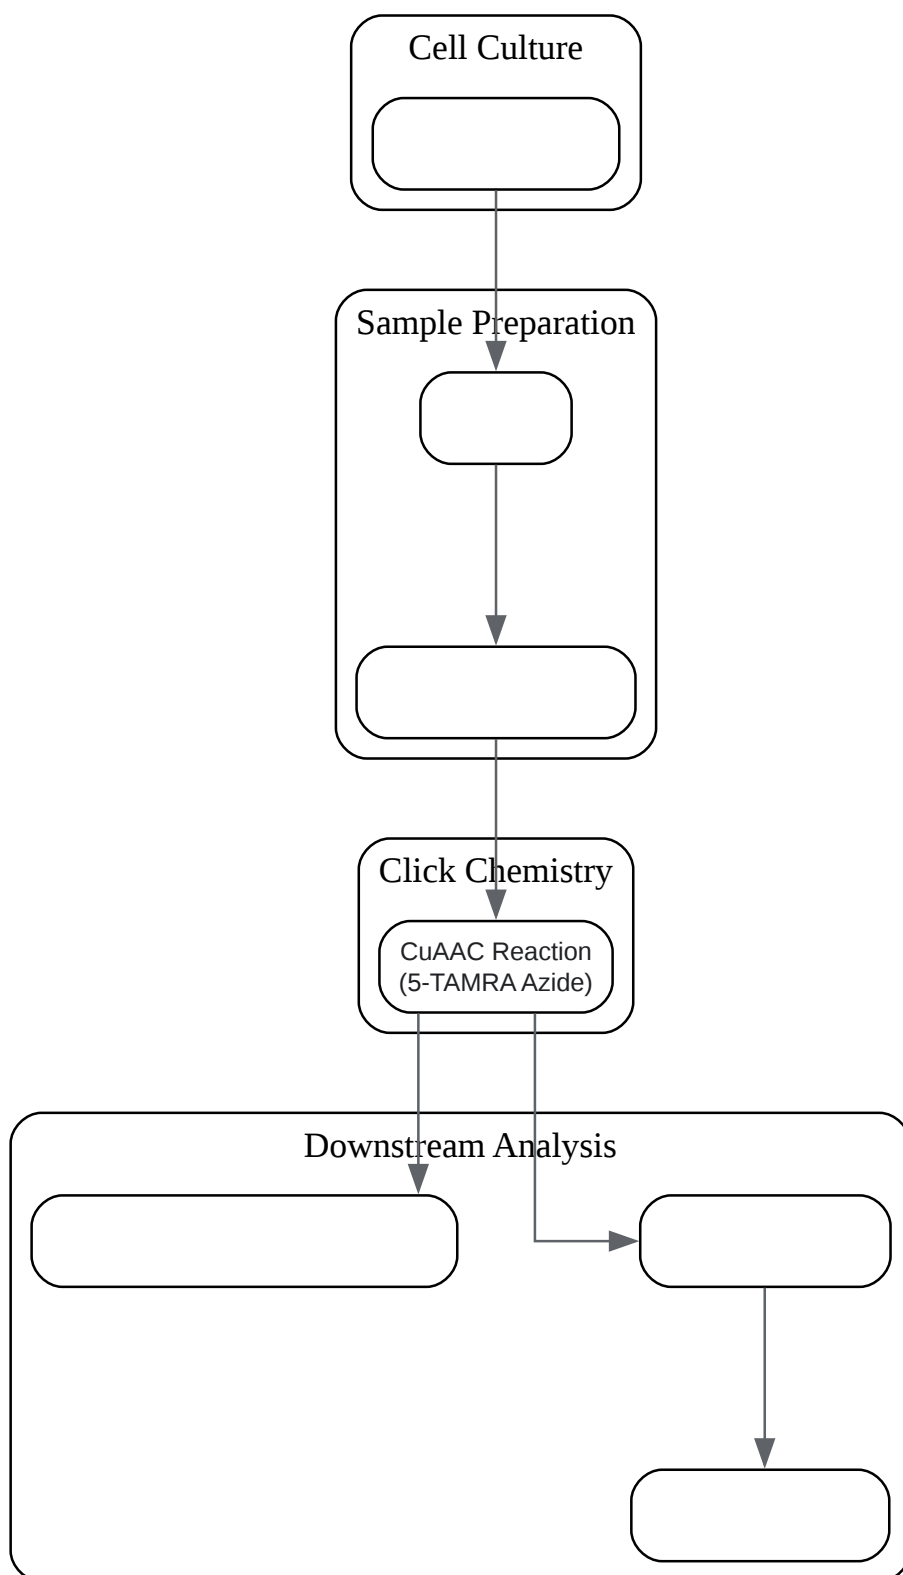 Cell Culture
Sample Preparation
Click Chemistry
CuAAC Reaction
(5-TAMRA Azide)
Downstream Analysis